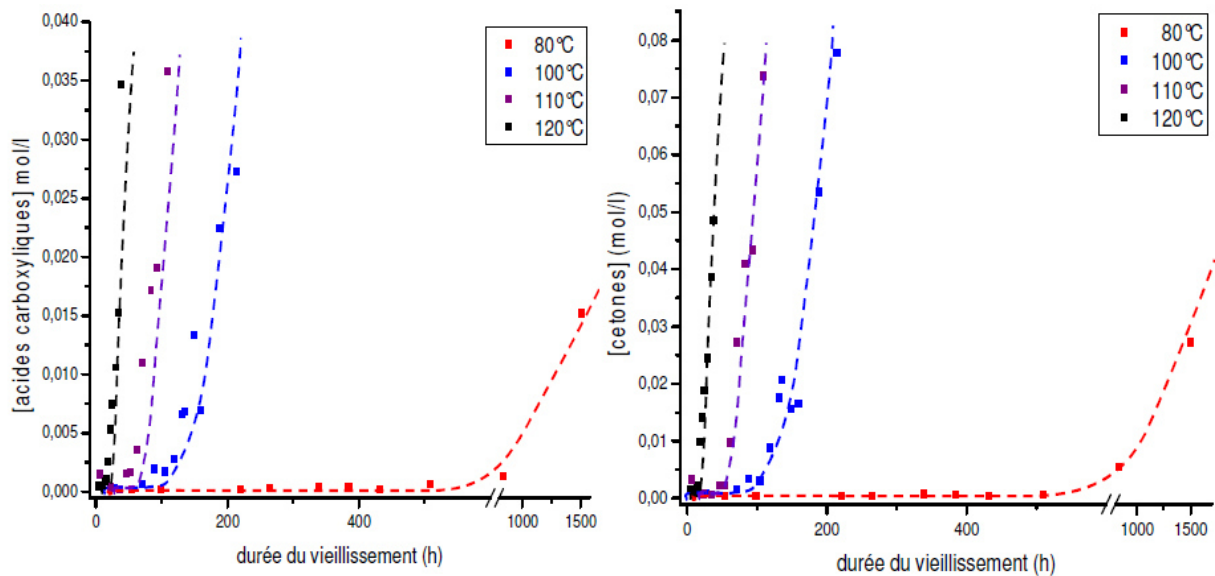 [acides carboxyliques] mol/l
0,040
0,035
0,030
0,025
0,020
0,015
0,010
0,005
0,000
0
200
400
1000
1500
durée du vieillissement (h)
80°C
100°C
110°C
120°C
[cetones] (mol/l)
0,08
0,07
0,06
0,05
0,04
0,03
0,02
0,01
0,00
0
200
400
1000
1500
durée du vieillissement (h)
80°C
100°C
110°C
120°C